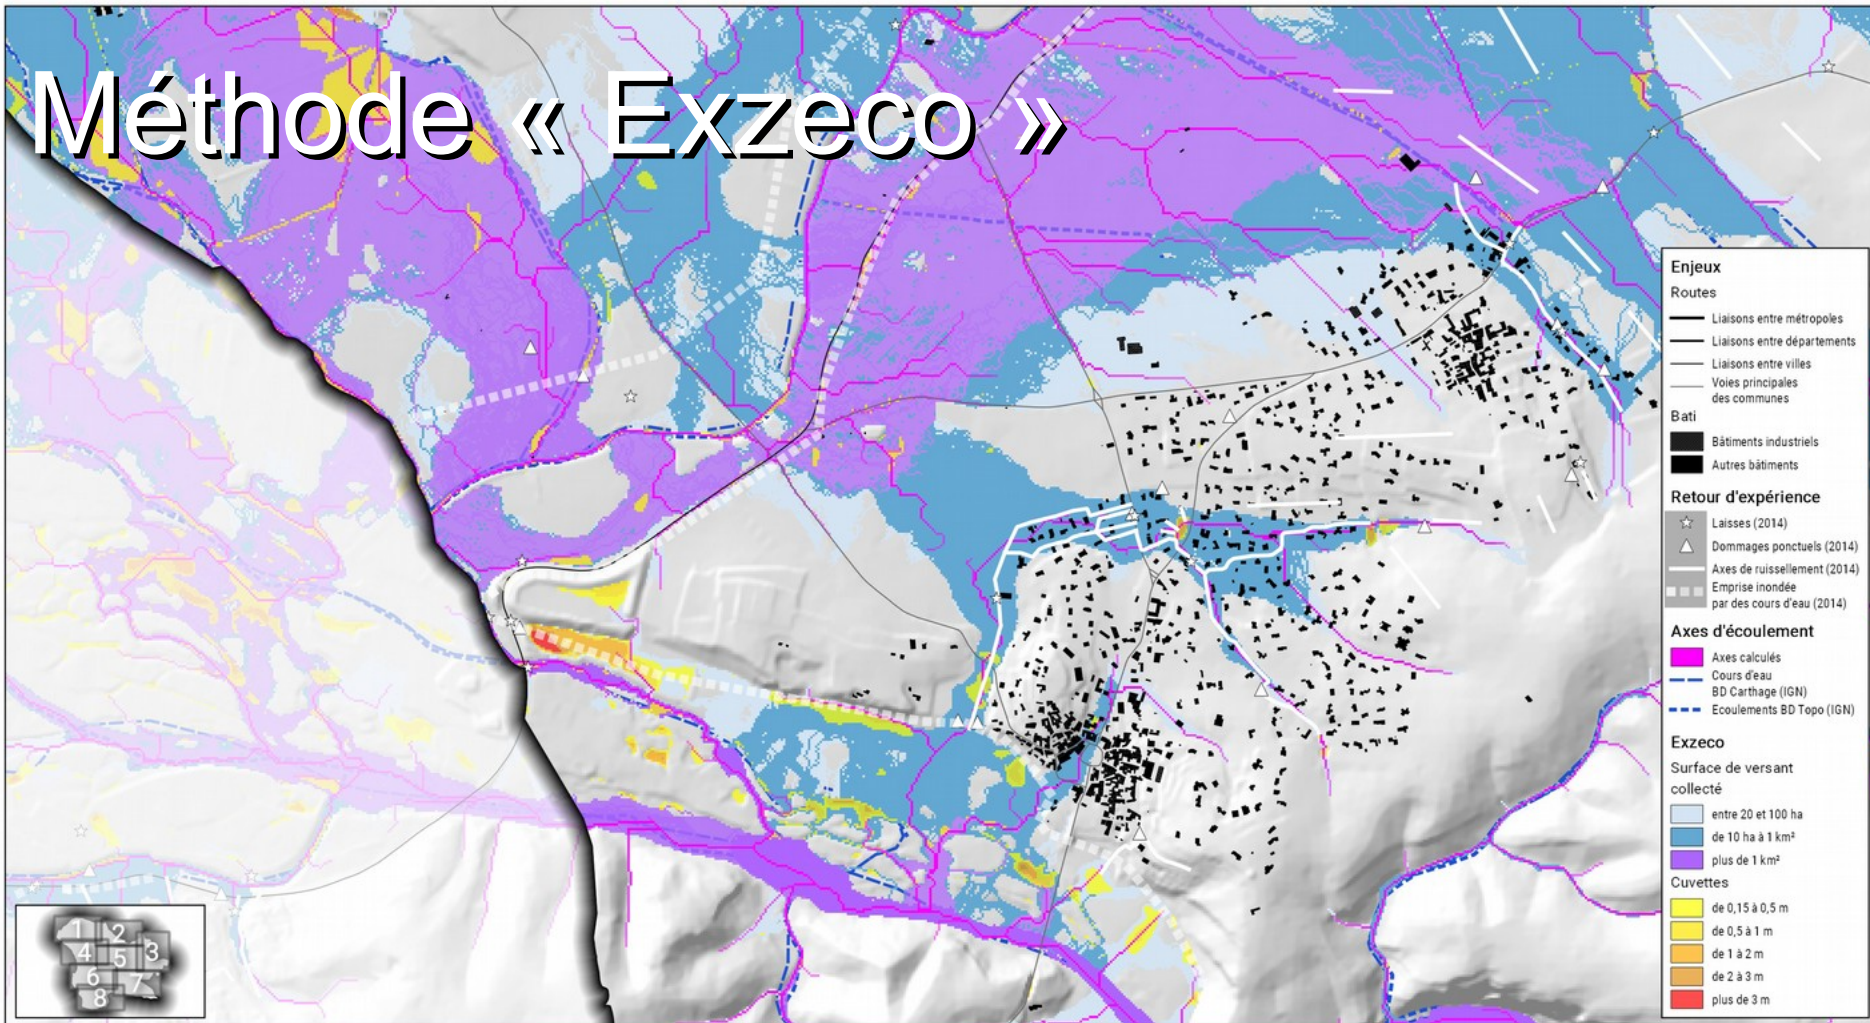 Méthode « Exzeco »
Enjeux
Routes
Liaisons entre métropoles
Liaisons entre départements
Liaisons entre villes
Voies principales
des communes
Bati
Bâtiments industriels
Autres bâtiments
Retour d'expérience
Laisses (2014)
Dommages ponctuels (2014)
Axes de ruissellement (2014)
Emprise inondée
par des cours d'eau (2014)
Axes d'écoulement
Axes calculés
Cours d'eau
BD Carthage (IGN)
Ecoulements BD Topo (IGN)
Exzeco
Surface de versant
collecté
entre 20 et 100 ha
de 10 ha à 1 km²
plus de 1 km²
Cuvettes
de 0,15 à 0,5 m
de 0,5 à 1 m
de 1 à 2 m
de 2 à 3 m
plus de 3 m
1 2
4 5 3
6 7
8